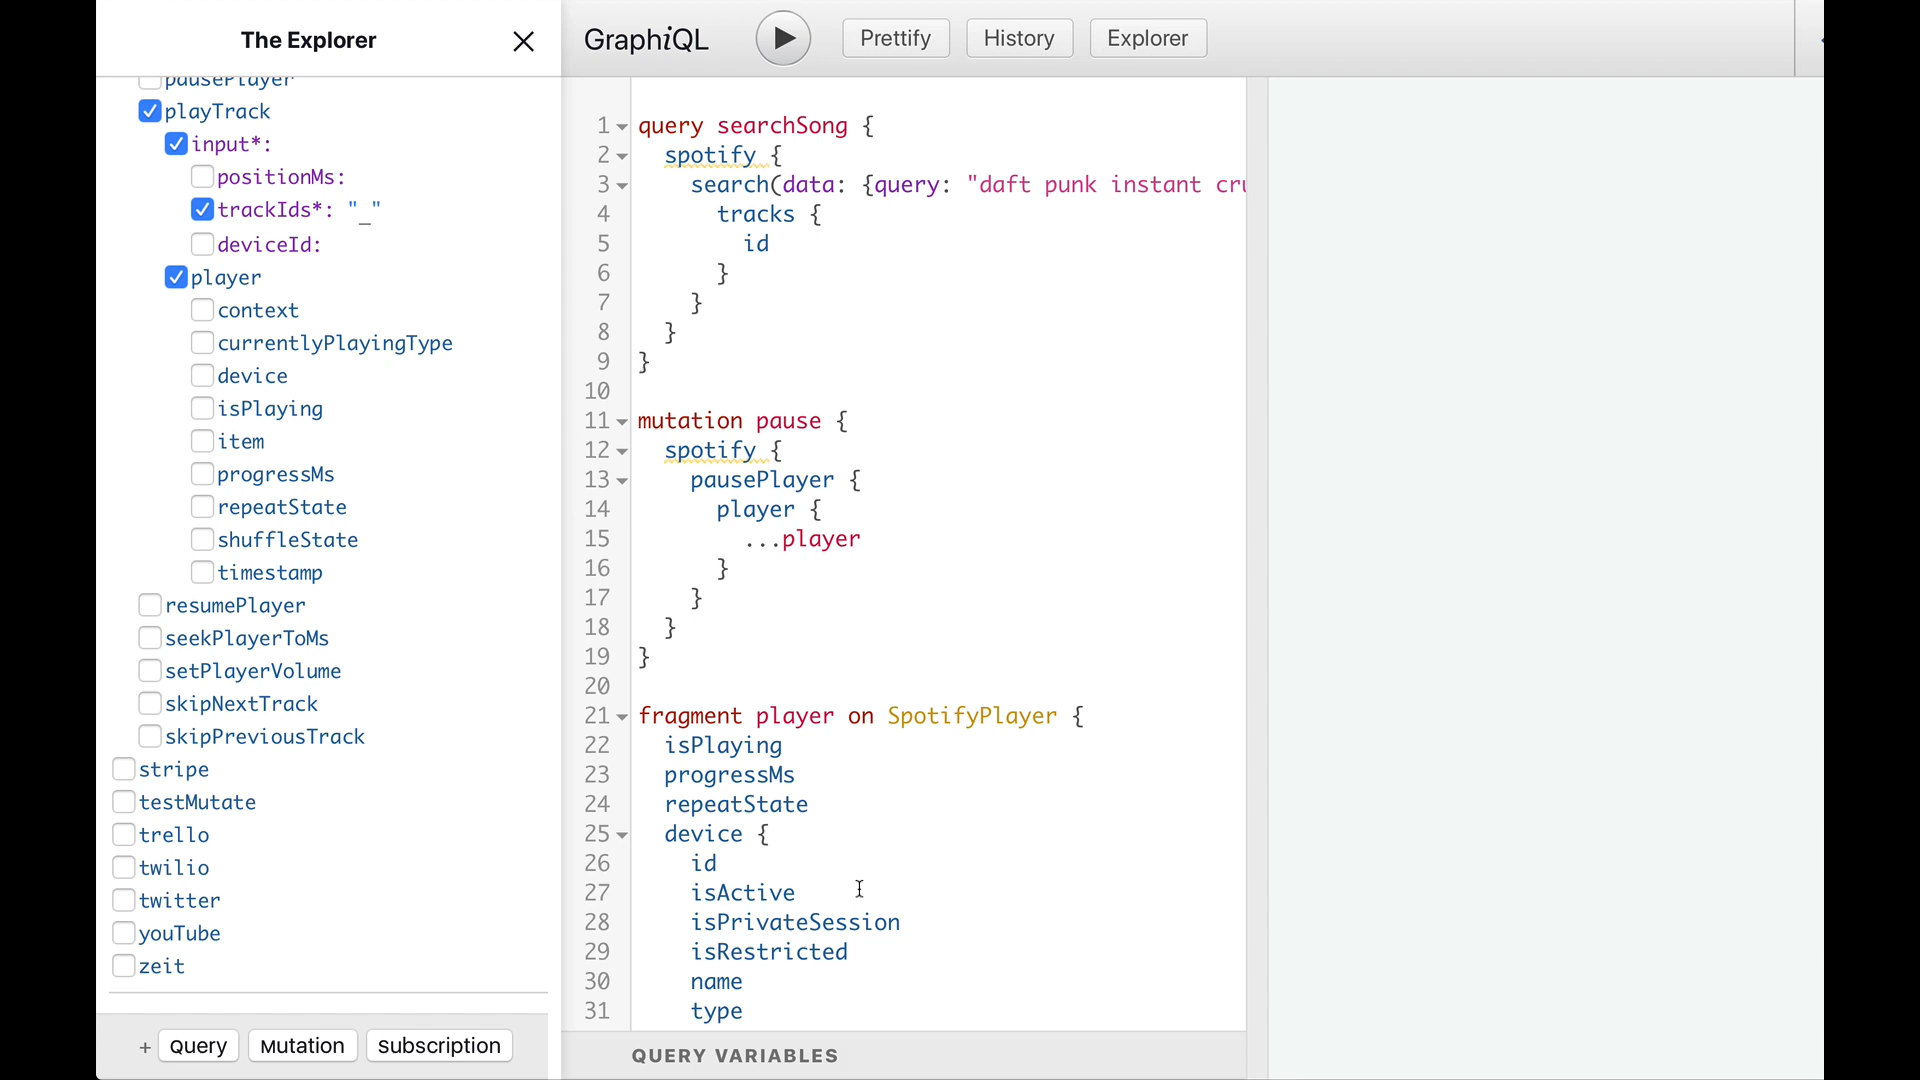 The Explorer
GraphiQL
Prettify
History
Explorer
pausePlayer
playTrack
input*:
positionMs:
trackIds*: "_"
deviceId:
player
context
currentlyPlayingType
device
isPlaying
item
progressMs
repeatState
shuffleState
timestamp
resumePlayer
seekPlayerToMs
setPlayerVolume
skipNextTrack
skipPreviousTrack
stripe
testMutate
trello
twilio
twitter
youTube
zeit
+ Query Mutation Subscription
1 query searchSong {
2 spotify {
3 search(data: {query: "daft punk instant cru
4 tracks {
5 id
6 }
7 }
8 }
9 }
10
11 mutation pause {
12 spotify {
13 pausePlayer {
14 player {
15 ...player
16 }
17 }
18 }
19 }
20
21 fragment player on SpotifyPlayer {
22 isPlaying
23 progressMs
24 repeatState
25 device {
26 id
27 isActive
28 isPrivateSession
29 isRestricted
30 name
31 type
QUERY VARIABLES